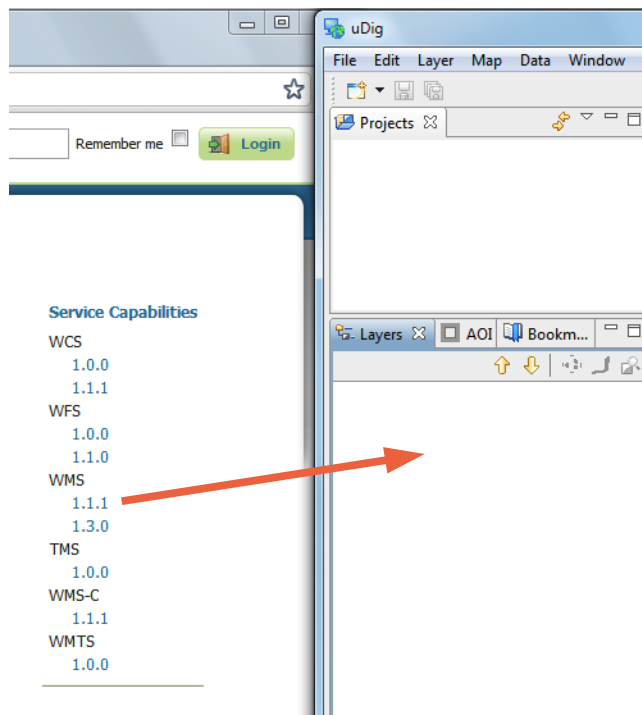 Remember me
Login
Service Capabilities
WCS
1.0.0
1.1.1
WFS
1.0.0
1.1.0
WMS
1.1.1
1.3.0
TMS
1.0.0
WMS-C
1.1.1
WMTS
1.0.0
uDig
File Edit Layer Map Data Window
Projects
Layers AOI Bookm...